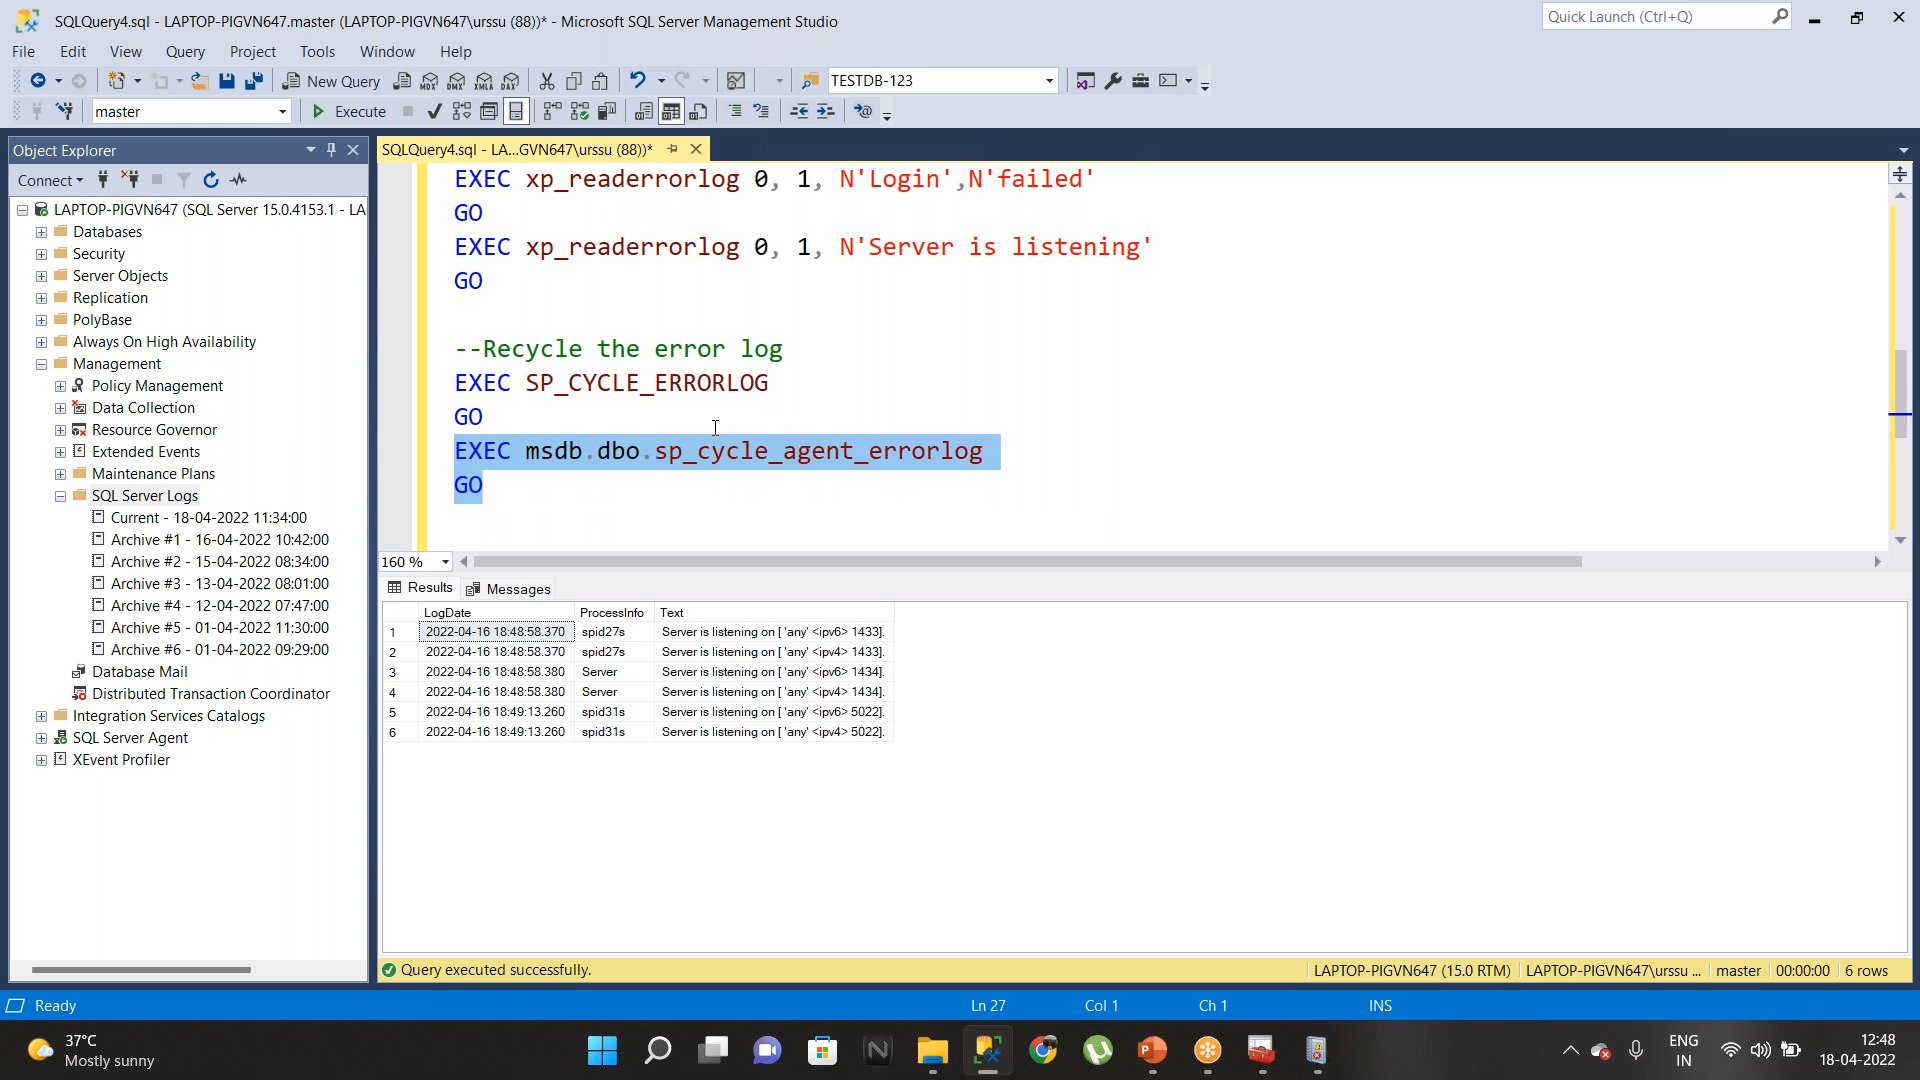 SQLQuery4.sql - LAPTOP-PIGVN647.master (LAPTOP-PIGVN647\urssu (88))* - Microsoft SQL Server Management Studio
Quick Launch (Ctrl+Q)
File Edit View Query Project Tools Window Help
New Query MDX DMX XMLA DAX TESTDB-123
master Execute
Object Explorer
SQLQuery4.sql - LA...GVN647\urssu (88))*
Connect
LAPTOP-PIGVN647 (SQL Server 15.0.4153.1 - LA
Databases
Security
Server Objects
Replication
PolyBase
Always On High Availability
Management
Policy Management
Data Collection
Resource Governor
Extended Events
Maintenance Plans
SQL Server Logs
Current - 18-04-2022 11:34:00
Archive #1 - 16-04-2022 10:42:00
Archive #2 - 15-04-2022 08:34:00
Archive #3 - 13-04-2022 08:01:00
Archive #4 - 12-04-2022 07:47:00
Archive #5 - 01-04-2022 11:30:00
Archive #6 - 01-04-2022 09:29:00
Database Mail
Distributed Transaction Coordinator
Integration Services Catalogs
SQL Server Agent
XEvent Profiler
EXEC xp_readerrorlog 0, 1, N'Login',N'failed'
GO
EXEC xp_readerrorlog 0, 1, N'Server is listening'
GO
--Recycle the error log
EXEC SP_CYCLE_ERRORLOG
GO
EXEC msdb.dbo.sp_cycle_agent_errorlog
GO
160 %
Results Messages
LogDate ProcessInfo Text
1 2022-04-16 18:48:58.370 spid27s Server is listening on [ 'any' <ipv6> 1433].
2 2022-04-16 18:48:58.370 spid27s Server is listening on [ 'any' <ipv4> 1433].
3 2022-04-16 18:48:58.380 Server Server is listening on [ 'any' <ipv6> 1434].
4 2022-04-16 18:48:58.380 Server Server is listening on [ 'any' <ipv4> 1434].
5 2022-04-16 18:49:13.260 spid31s Server is listening on [ 'any' <ipv6> 5022].
6 2022-04-16 18:49:13.260 spid31s Server is listening on [ 'any' <ipv4> 5022].
Query executed successfully. LAPTOP-PIGVN647 (15.0 RTM) LAPTOP-PIGVN647\urssu ... master 00:00:00 6 rows
Ready Ln 27 Col 1 Ch 1 INS
37°C
Mostly sunny
ENG
IN
12:48
18-04-2022